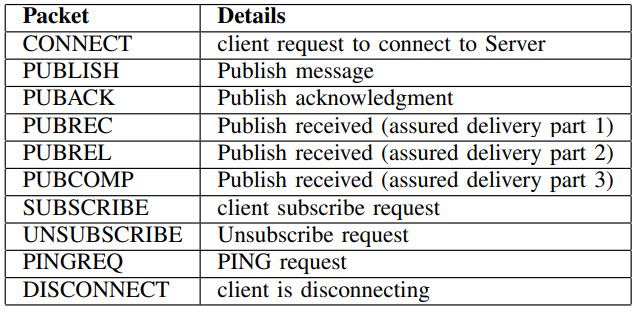 Packet Details
CONNECT client request to connect to Server
PUBLISH Publish message
PUBACK Publish acknowledgment
PUBREC Publish received (assured delivery part 1)
PUBREL Publish received (assured delivery part 2)
PUBCOMP Publish received (assured delivery part 3)
SUBSCRIBE client subscribe request
UNSUBSCRIBE Unsubscribe request
PINGREQ PING request
DISCONNECT client is disconnecting